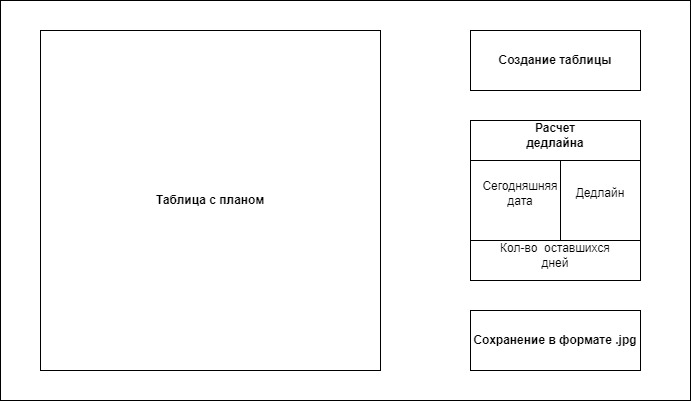 Таблица с планом
Создание таблицы
Расчет
дедлайна
Сегодняшняя
дата
Дедлайн
Кол-во оставшихся
дней
Сохранение в формате .jpg